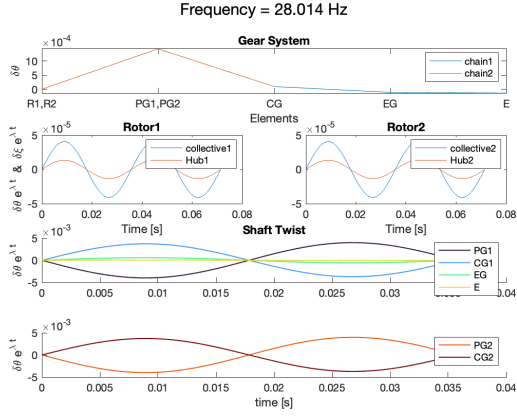 Frequency = 28.014 Hz
Gear System
×10⁻⁴
δθ
10
5
0
chain1
chain2
R1,R2 PG1,PG2 CG EG E
Elements
Rotor1
×10⁻⁵
δθ e^λ t & δξ e^λ t
5
0
-5
collective1
Hub1
0 0.02 0.04 0.06 0.08
Time [s]
Rotor2
×10⁻⁵
5
0
-5
collective2
Hub2
0 0.02 0.04 0.06 0.08
Time [s]
Shaft Twist
×10⁻³
δθ e^λ t
5
0
-5
PG1
CG1
EG
E
0 0.005 0.01 0.015 0.02 0.025 0.03 0.035 0.04
×10⁻³
δθ e^λ t
5
0
-5
PG2
CG2
0 0.005 0.01 0.015 0.02 0.025 0.03 0.035 0.04
time [s]